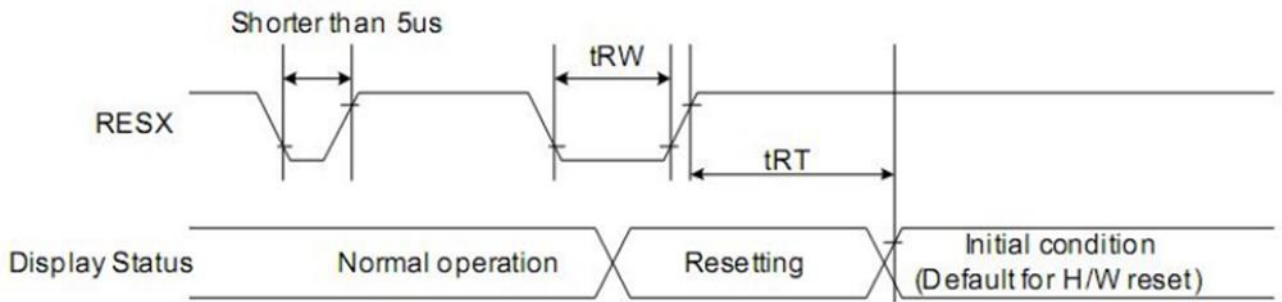 Shorter than 5us
tRW
RESX
tRT
Display Status
Normal operation
Resetting
Initial condition
(Default for H/W reset)